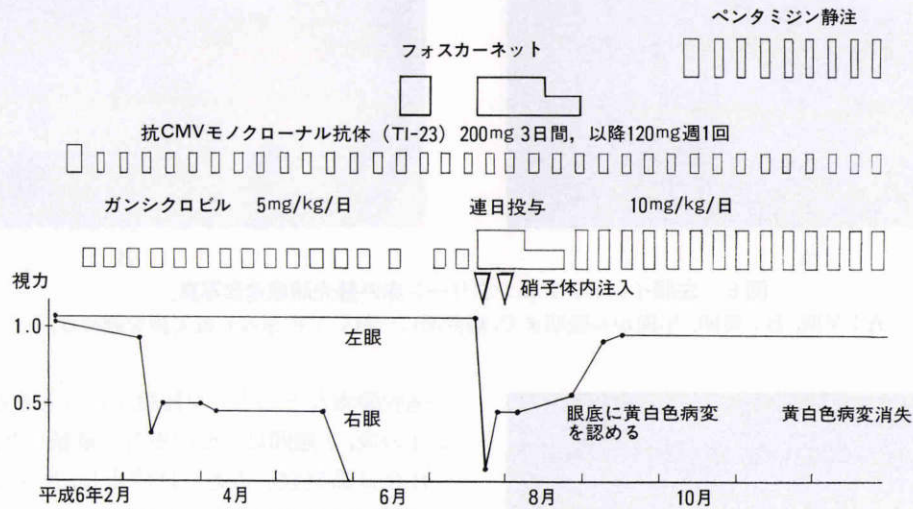 ペンタミジン静注
フォスカーネット
抗CMVモノクローナル抗体（TI-23）200mg 3日間，以降120mg週1回
ガンシクロビル 5mg/kg/日
連日投与
10mg/kg/日
硝子体内注入
視力
1.0
左眼
0.5
右眼
眼底に黄白色病変
を認める
黄白色病変消失
平成6年2月
4月
6月
8月
10月